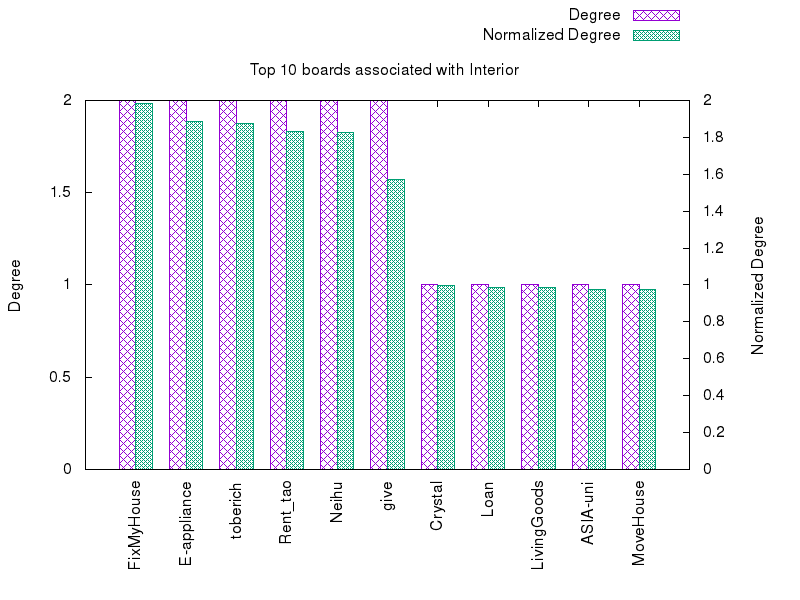 Degree
Normalized Degree
Top 10 boards associated with Interior
2
1.5
1
0.5
0
Degree
2
1.8
1.6
1.4
1.2
1
0.8
0.6
0.4
0.2
0
Normalized Degree
FixMyHouse
E-appliance
toberich
Rent_tao
Neihu
give
Crystal
Loan
LivingGoods
ASIA-uni
MoveHouse